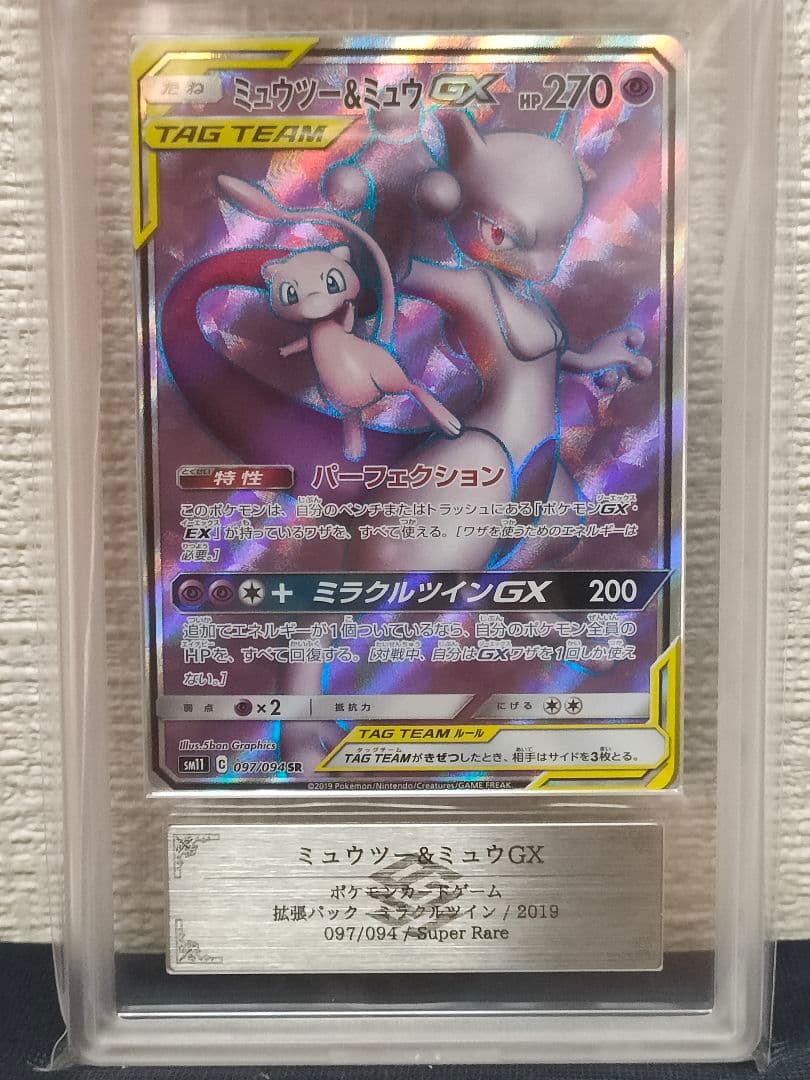 たね ミュウツー&ミュウGX HP270
TAG TEAM
とくせい
特性 パーフェクション
このポケモンは、自分のベンチまたはトラッシュにある「ポケモンGX・
EX」が持っているワザを、すべて使える。[ワザを使うためのエネルギーは
必要。]
+ ミラクルツインGX 200
追加でエネルギーが1個ついているなら、自分のポケモン全員の
HPを、すべて回復する。[対戦中、自分はGXワザを1回しか使え
ない。]
弱点 ×2 抵抗力 にげる
Illus.5ban Graphics
TAG TEAM ルール
TAG TEAMがきぜつしたとき、相手はサイドを3枚とる。
sm11 C 097/094 SR
©2019 Pokémon/Nintendo/Creatures/GAME FREAK.
ミュウツー&ミュウGX
ポケモンカードゲーム
拡張パック ミラクルツイン / 2019
097/094 / Super Rare